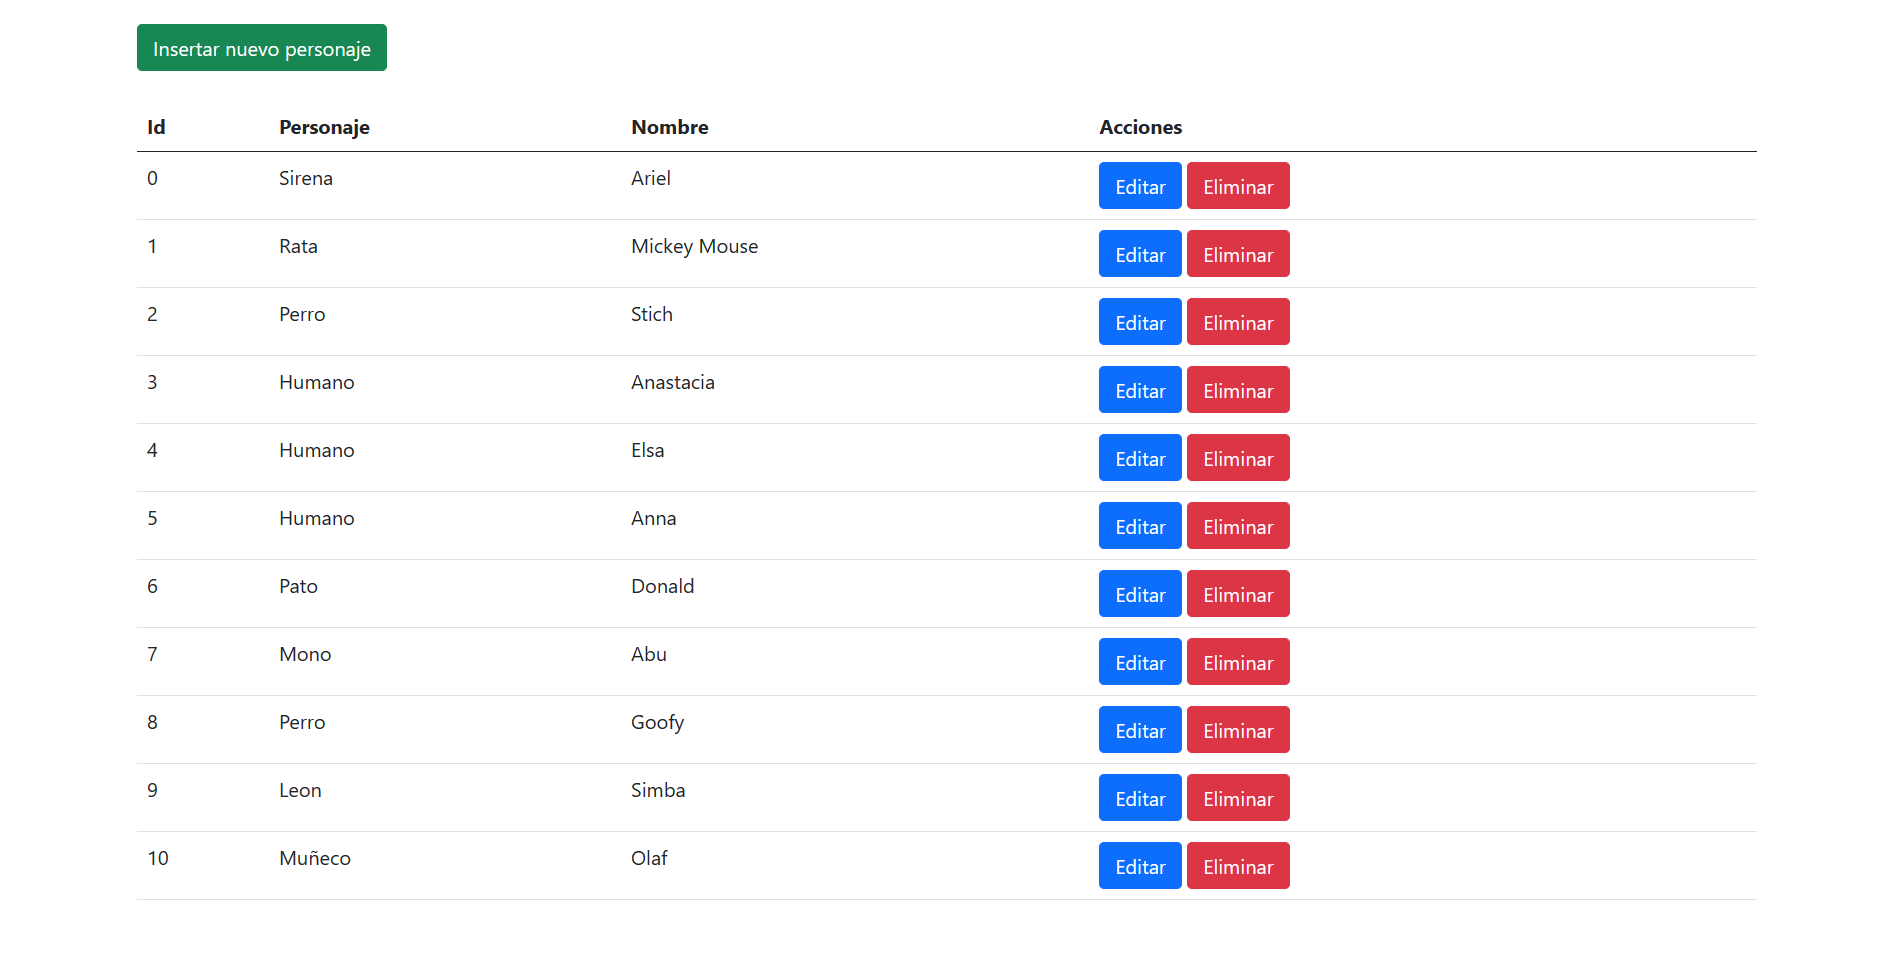 Insertar nuevo personaje
Id Personaje Nombre Acciones
0 Sirena Ariel Editar Eliminar
1 Rata Mickey Mouse Editar Eliminar
2 Perro Stich Editar Eliminar
3 Humano Anastacia Editar Eliminar
4 Humano Elsa Editar Eliminar
5 Humano Anna Editar Eliminar
6 Pato Donald Editar Eliminar
7 Mono Abu Editar Eliminar
8 Perro Goofy Editar Eliminar
9 Leon Simba Editar Eliminar
10 Muñeco Olaf Editar Eliminar